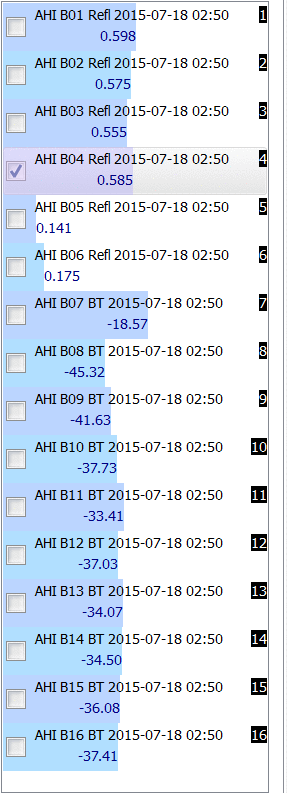 AHI B01 Refl 2015-07-18 02:50 1
0.598
AHI B02 Refl 2015-07-18 02:50 2
0.575
AHI B03 Refl 2015-07-18 02:50 3
0.555
AHI B04 Refl 2015-07-18 02:50 4
0.585
AHI B05 Refl 2015-07-18 02:50 5
0.141
AHI B06 Refl 2015-07-18 02:50 6
0.175
AHI B07 BT 2015-07-18 02:50 7
-18.57
AHI B08 BT 2015-07-18 02:50 8
-45.32
AHI B09 BT 2015-07-18 02:50 9
-41.63
AHI B10 BT 2015-07-18 02:50 10
-37.73
AHI B11 BT 2015-07-18 02:50 11
-33.41
AHI B12 BT 2015-07-18 02:50 12
-37.03
AHI B13 BT 2015-07-18 02:50 13
-34.07
AHI B14 BT 2015-07-18 02:50 14
-34.50
AHI B15 BT 2015-07-18 02:50 15
-36.08
AHI B16 BT 2015-07-18 02:50 16
-37.41